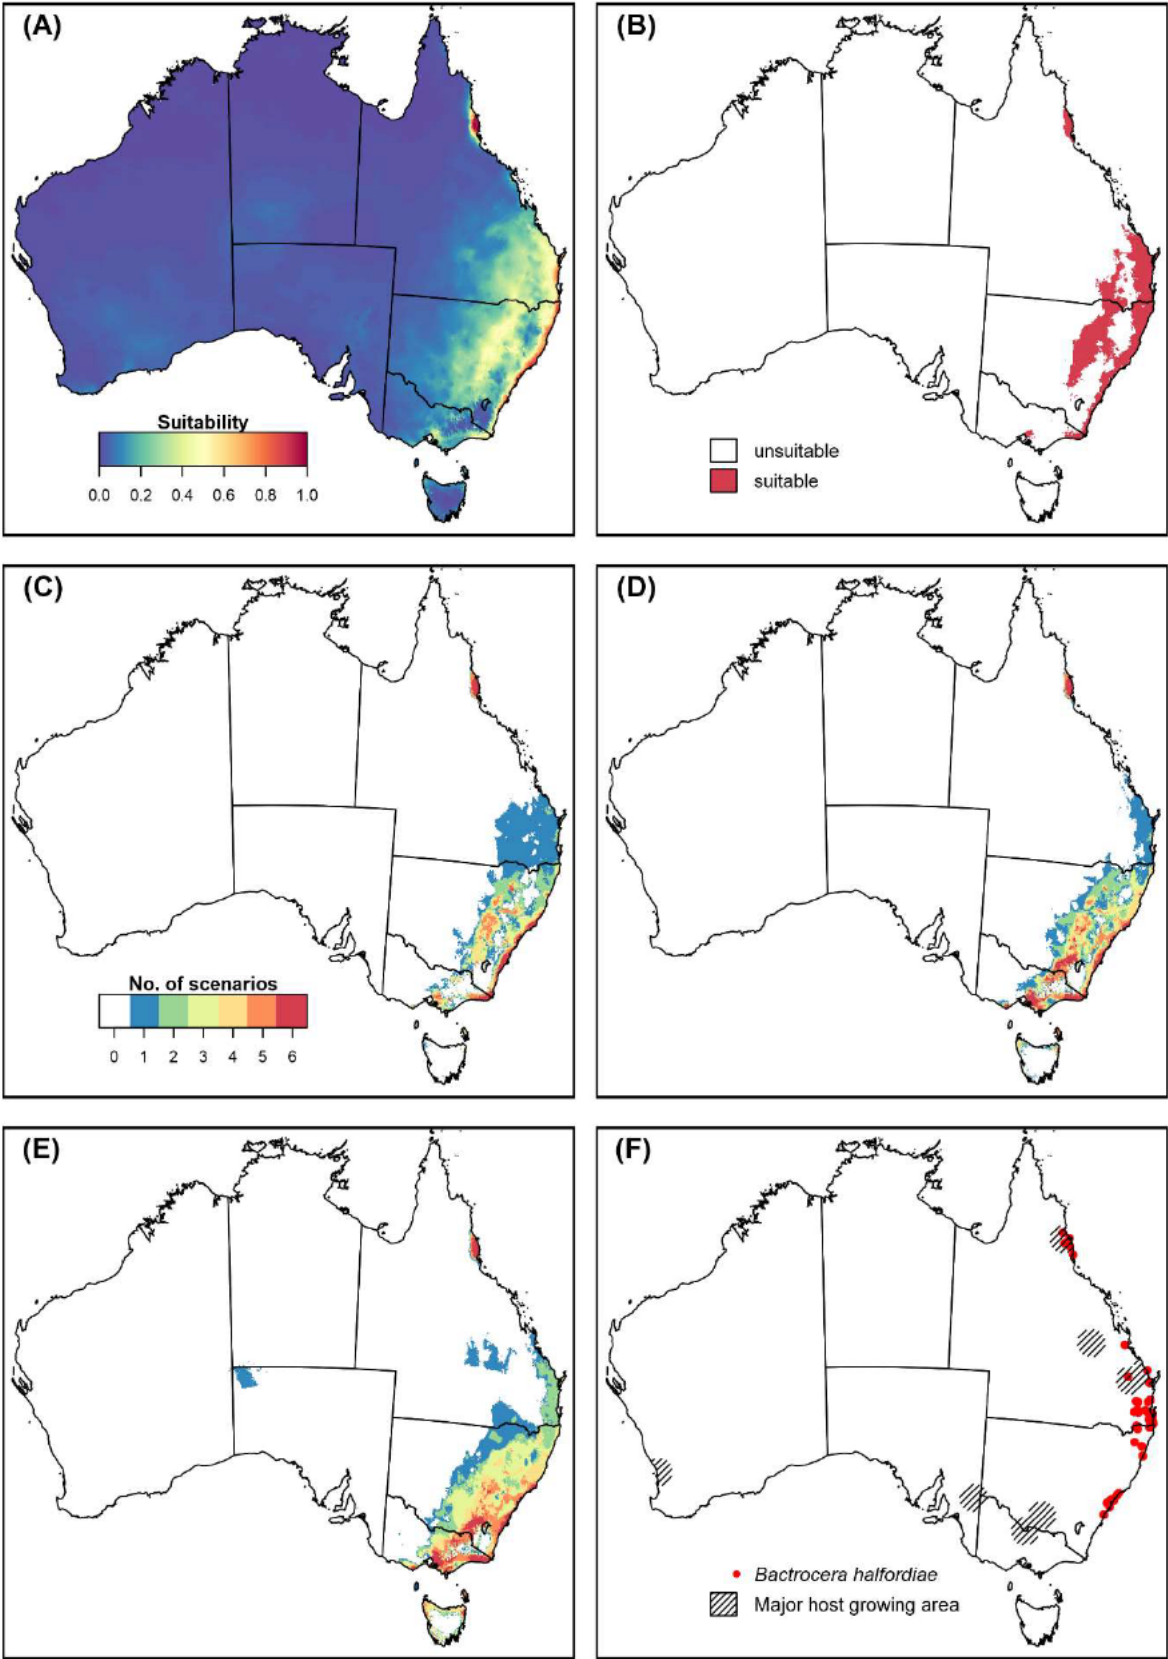 (A)
(B)
Suitability
0.0 0.2 0.4 0.6 0.8 1.0
unsuitable
suitable
(C)
(D)
No. of scenarios
0 1 2 3 4 5 6
(E)
(F)
Bactrocera halfordiae
Major host growing area